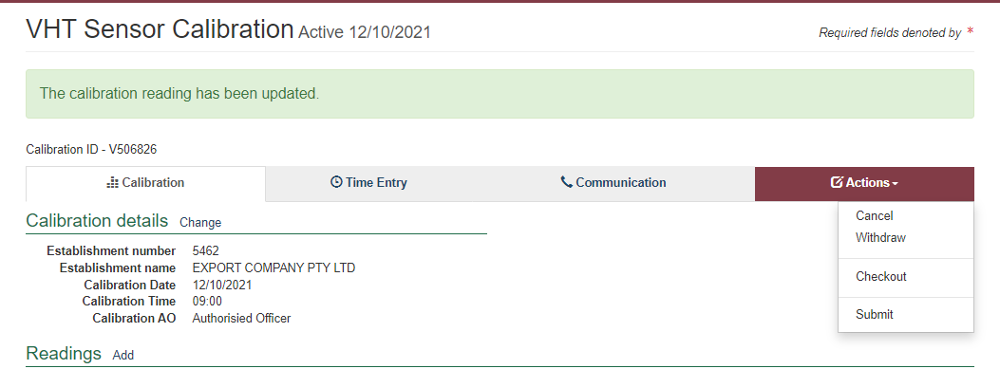 VHT Sensor Calibration Active 12/10/2021
Required fields denoted by *
The calibration reading has been updated.
Calibration ID - V506826
Calibration Time Entry Communication Actions
Cancel
Withdraw
Checkout
Submit
Calibration details Change
Establishment number 5462
Establishment name EXPORT COMPANY PTY LTD
Calibration Date 12/10/2021
Calibration Time 09:00
Calibration AO Authorisied Officer
Readings Add